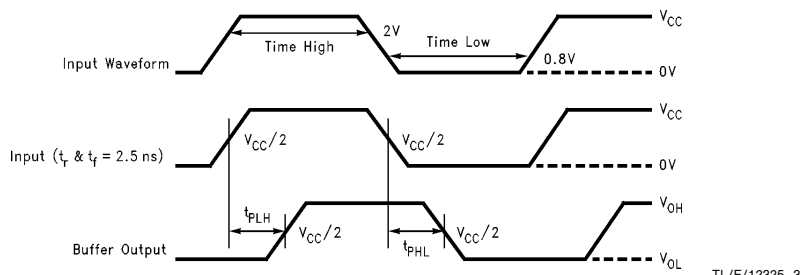 V_CC
2V
Time High
Time Low
Input Waveform
0.8V
0V
V_CC
V_CC/2
V_CC/2
Input (t_r & t_f = 2.5 ns)
0V
V_OH
t_PLH
V_CC/2
t_PHL
V_CC/2
Buffer Output
V_OL